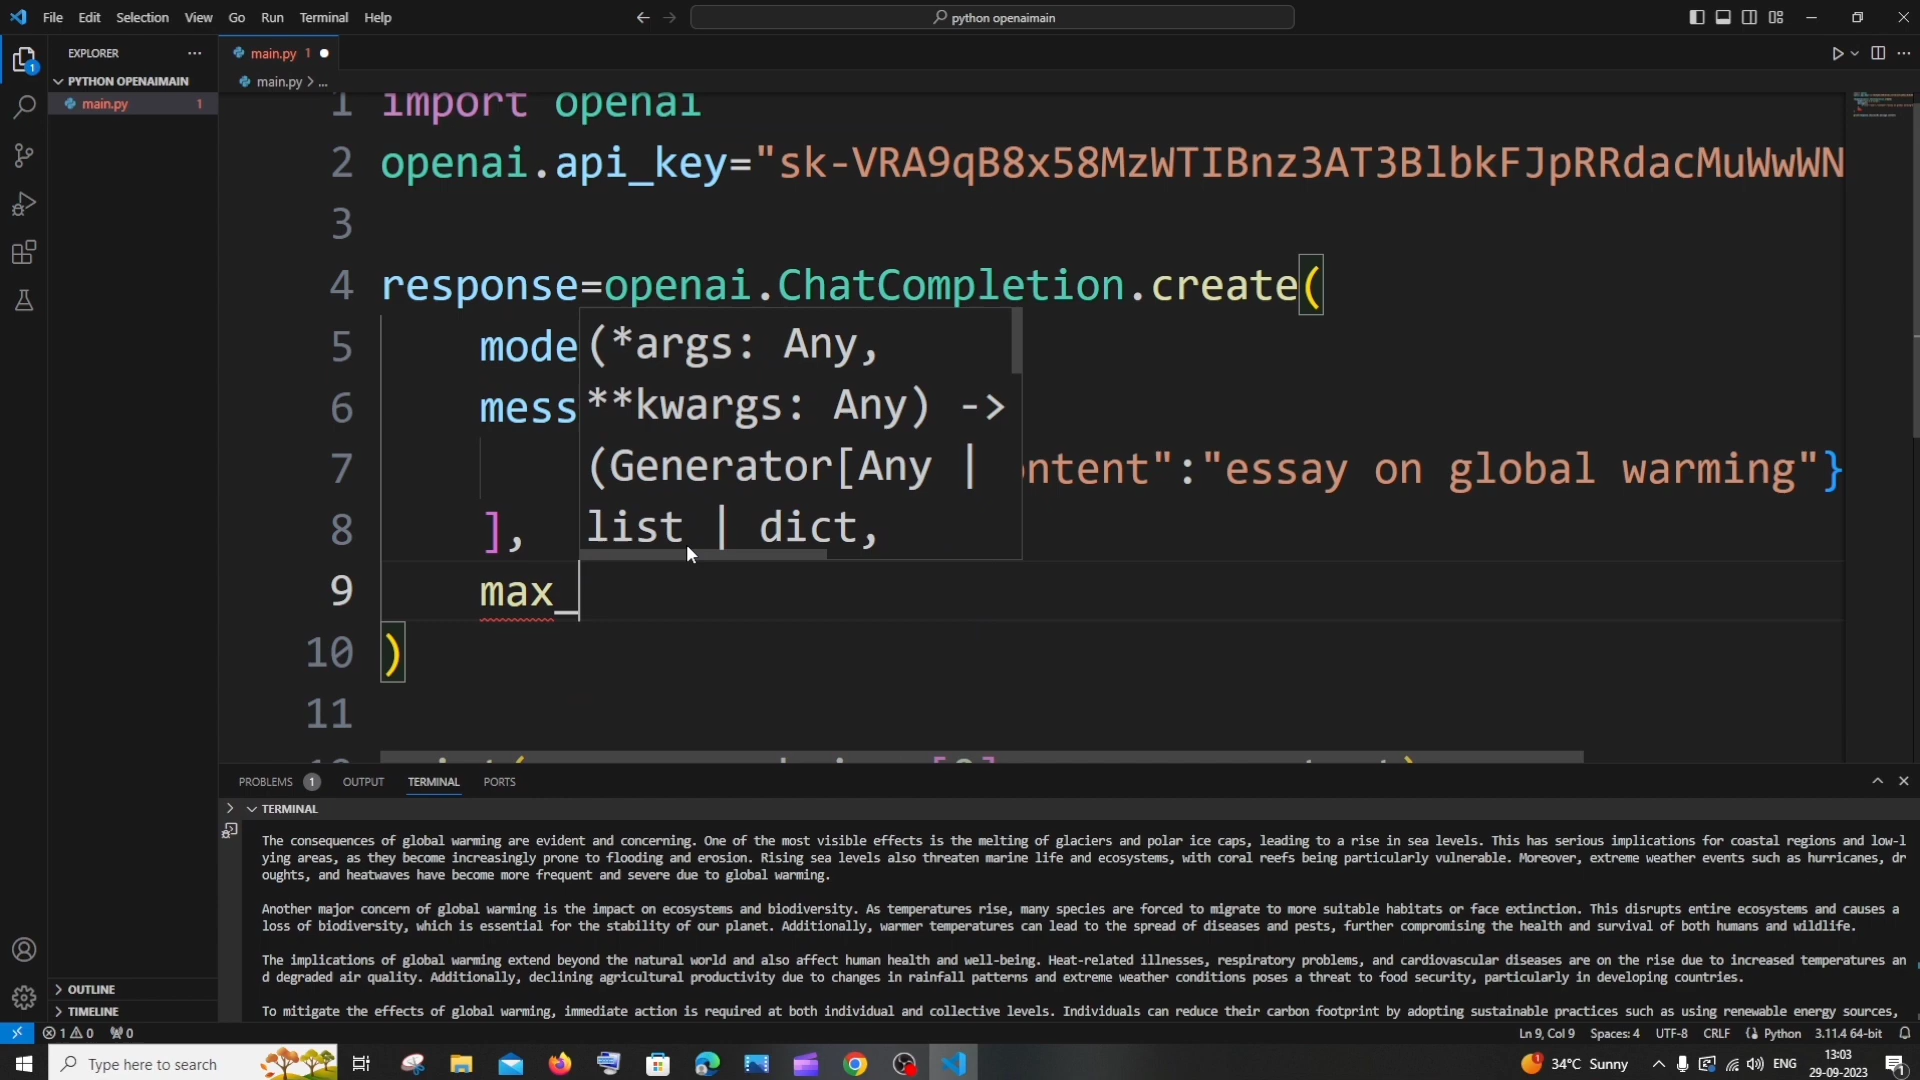 File Edit Selection View Go Run Terminal Help
python openaimain
EXPLORER
PYTHON OPENAIMAIN
main.py 1
main.py 1
main.py > ...
1 import openai
2 openai.api_key="sk-VRA9qB8x58MzWTIBnz3AT3BlbkFJpRRdacMuWwWN
3
4 response=openai.ChatCompletion.create(
5 mode
6 mess
7 ontent":"essay on global warming"}
8 ],
9 max_
10 )
11
(*args: Any,
**kwargs: Any) ->
(Generator[Any |
list | dict,
PROBLEMS 1 OUTPUT TERMINAL PORTS
TERMINAL
The consequences of global warming are evident and concerning. One of the most visible effects is the melting of glaciers and polar ice caps, leading to a rise in sea levels. This has serious implications for coastal regions and low-l
ying areas, as they become increasingly prone to flooding and erosion. Rising sea levels also threaten marine life and ecosystems, with coral reefs being particularly vulnerable. Moreover, extreme weather events such as hurricanes, dr
oughts, and heatwaves have become more frequent and severe due to global warming.
Another major concern of global warming is the impact on ecosystems and biodiversity. As temperatures rise, many species are forced to migrate to more suitable habitats or face extinction. This disrupts entire ecosystems and causes a
loss of biodiversity, which is essential for the stability of our planet. Additionally, warmer temperatures can lead to the spread of diseases and pests, further compromising the health and survival of both humans and wildlife.
The implications of global warming extend beyond the natural world and also affect human health and well-being. Heat-related illnesses, respiratory problems, and cardiovascular diseases are on the rise due to increased temperatures an
d degraded air quality. Additionally, declining agricultural productivity due to changes in rainfall patterns and extreme weather conditions poses a threat to food security, particularly in developing countries.
To mitigate the effects of global warming, immediate action is required at both individual and collective levels. Individuals can reduce their carbon footprint by adopting sustainable practices such as using renewable energy sources,
OUTLINE
TIMELINE
1 0 0 Ln 9, Col 9 Spaces: 4 UTF-8 CRLF Python 3.11.4 64-bit
Type here to search
34°C Sunny
ENG
13:03
29-09-2023